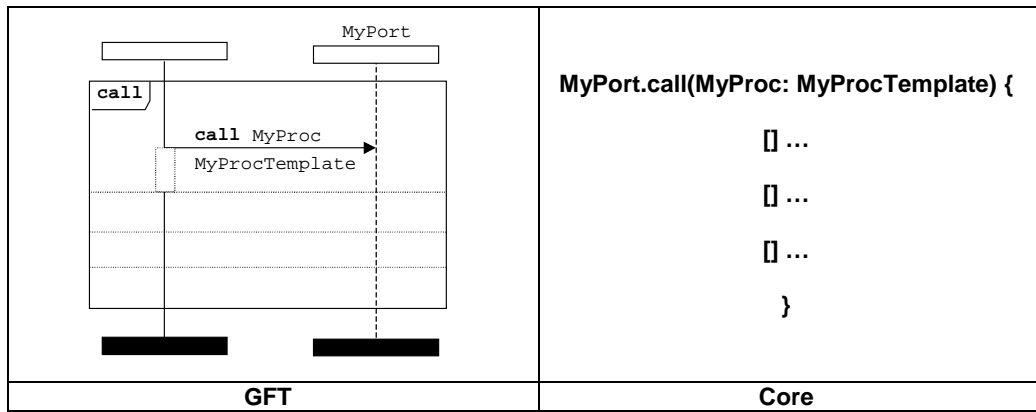 MyPort
call
call MyProc
MyProcTemplate
MyPort.call(MyProc: MyProcTemplate) {
[] …
[] …
[] …
}
GFT
Core